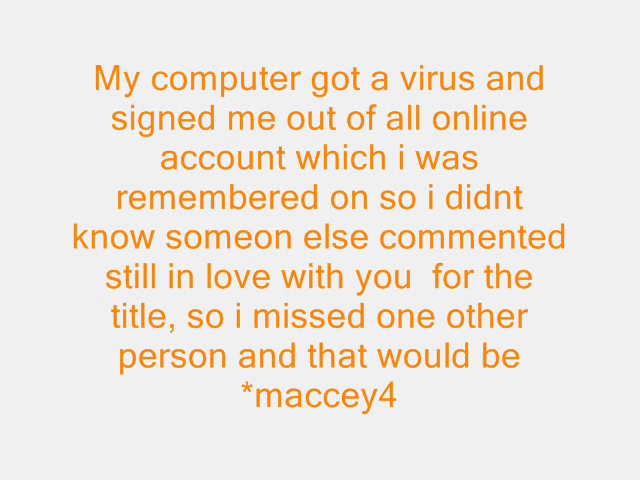 My computer got a virus and
signed me out of all online
account which i was
remembered on so i didnt
know someon else commented
still in love with you  for the
title, so i missed one other
person and that would be
*maccey4